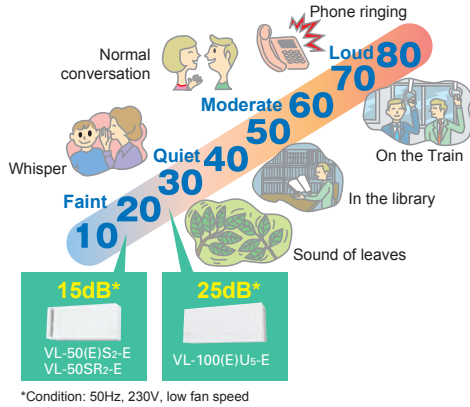 Phone ringing
Normal
conversation
Loud 80
70
Moderate 60
50
On the Train
Whisper
Quiet 40
30
In the library
Faint 20
10
Sound of leaves
15dB*
25dB*
VL-50(E)S2-E
VL-50SR2-E
VL-100(E)U5-E
*Condition: 50Hz, 230V, low fan speed